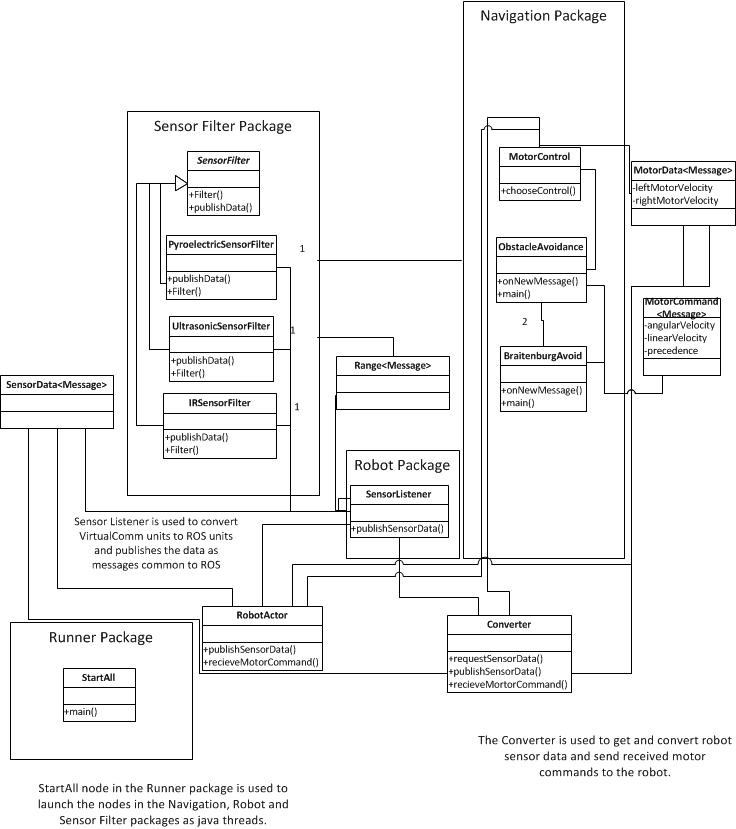 Navigation Package
Sensor Filter Package
SensorFilter
+Filter()
+publishData()
PyroelectricSensorFilter
+publishData()
+Filter()
1
UltrasonicSensorFilter
+publishData()
+Filter()
1
IRSensorFilter
+publishData()
+Filter()
1
MotorControl
+chooseControl()
ObstacleAvoidance
+onNewMessage()
+main()
2
BraitenburgAvoid
+onNewMessage()
+main()
MotorData<Message>
-leftMotorVelocity
-rightMotorVelocity
MotorCommand
<Message>
-angularVelocity
-linearVelocity
-precedence
SensorData<Message>
Range<Message>
Robot Package
SensorListener
+publishSensorData()
Sensor Listener is used to convert
VirtualComm units to ROS units
and publishes the data as
messages common to ROS
RobotActor
+publishSensorData()
+recieveMotorCommand()
Converter
+requestSensorData()
+publishSensorData()
+recieveMortorCommand()
Runner Package
StartAll
+main()
The Converter is used to get and convert robot
sensor data and send received motor
commands to the robot.
StartAll node in the Runner package is used to
launch the nodes in the Navigation, Robot and
Sensor Filter packages as java threads.